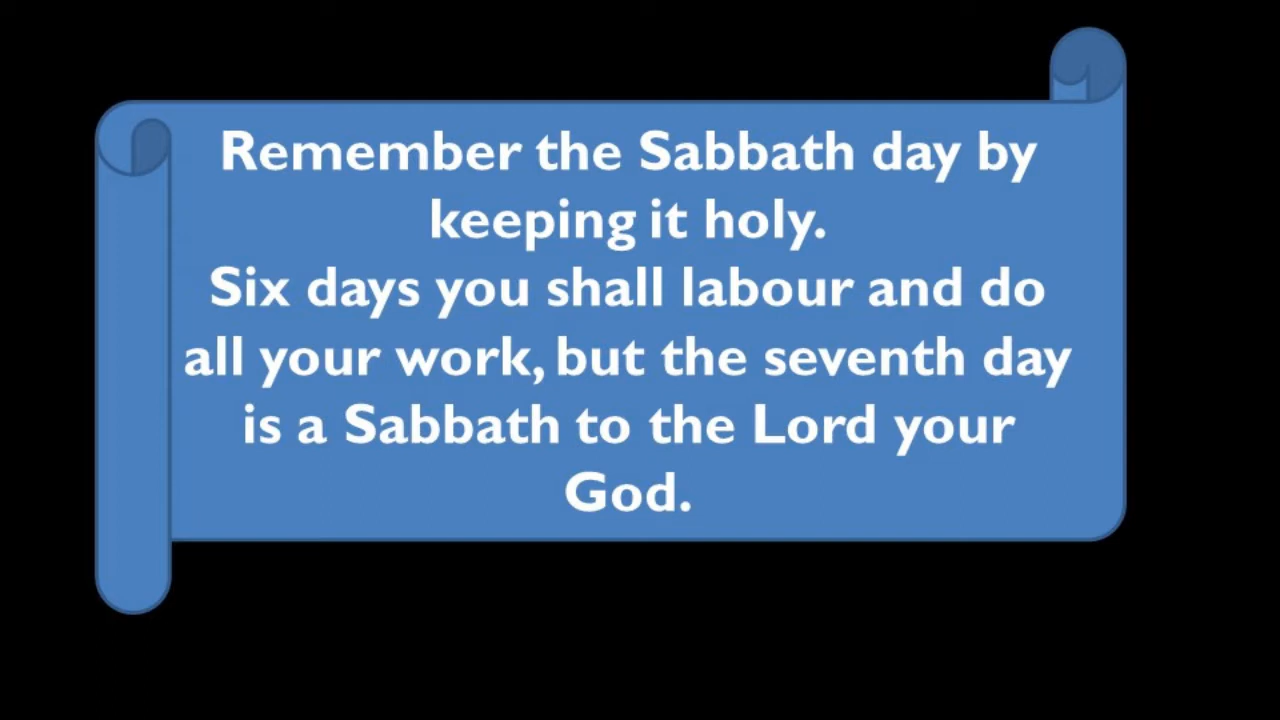 Remember the Sabbath day by
keeping it holy.
Six days you shall labour and do
all your work, but the seventh day
is a Sabbath to the Lord your
God.